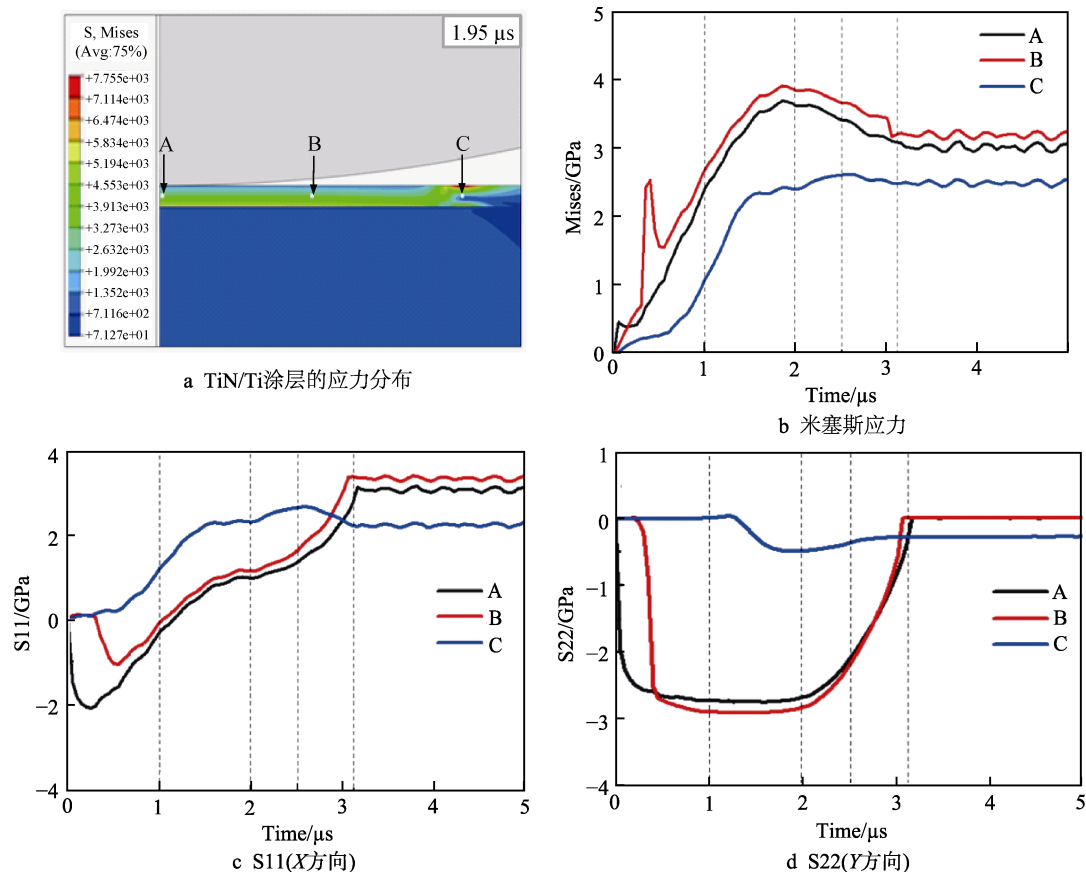 S, Mises
(Avg:75%)
+7.755e+03
+7.114e+03
+6.474e+03
+5.834e+03
+5.194e+03
+4.553e+03
+3.913e+03
+3.273e+03
+2.632e+03
+1.992e+03
+1.352e+03
+7.116e+02
+7.127e+01
1.95 μs
A B C
a TiN/Ti涂层的应力分布
5
4
3
2
1
0
Mises/GPa
A
B
C
0 1 2 3 4
Time/μs
b 米塞斯应力
4
2
0
−2
−4
S11/GPa
A
B
C
0 1 2 3 4 5
Time/μs
c S11(X方向)
1
0
−1
−2
−3
−4
S22/GPa
A
B
C
0 1 2 3 4 5
Time/μs
d S22(Y方向)